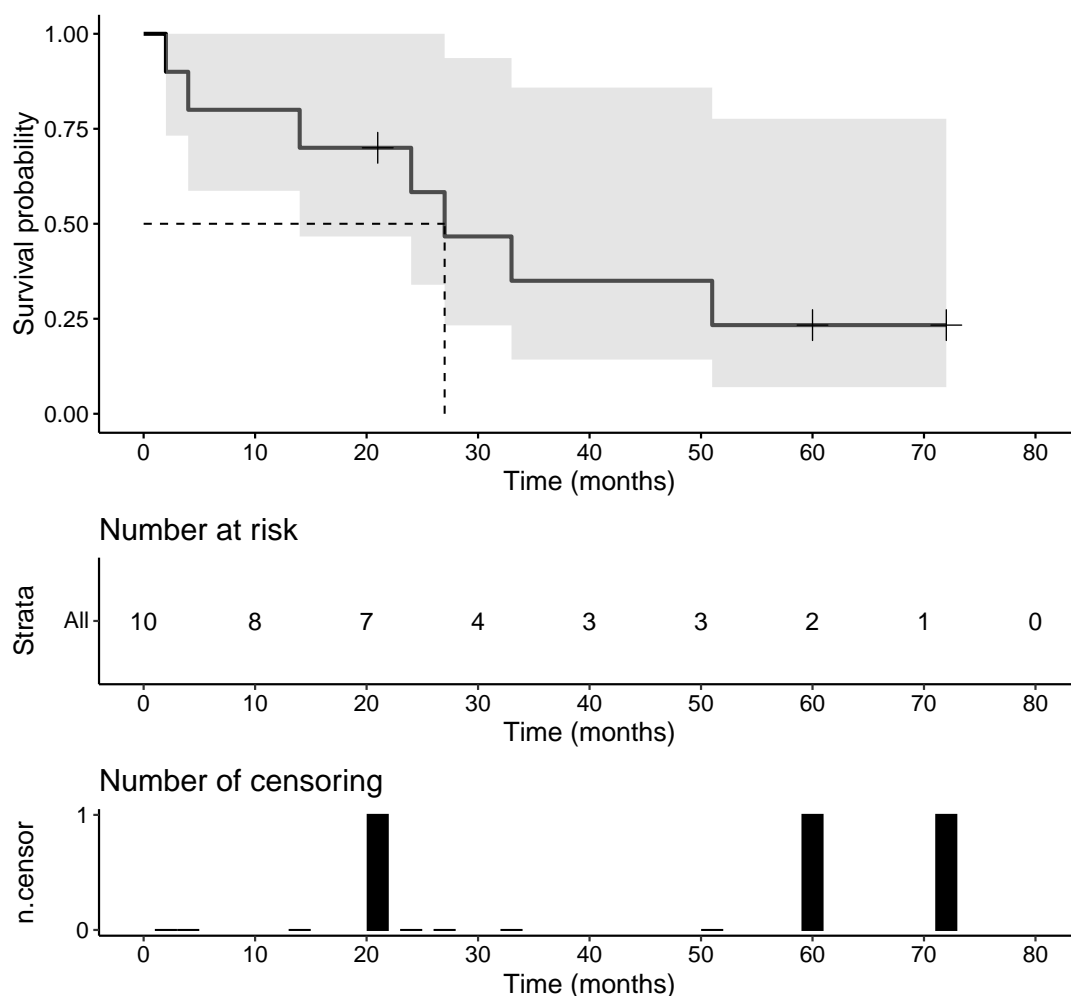 Survival probability
1.00
0.75
0.50
0.25
0.00
0 10 20 30 40 50 60 70 80
Time (months)
Number at risk
Strata
All
10 8 7 4 3 3 2 1 0
0 10 20 30 40 50 60 70 80
Time (months)
Number of censoring
n.censor
1
0
0 10 20 30 40 50 60 70 80
Time (months)